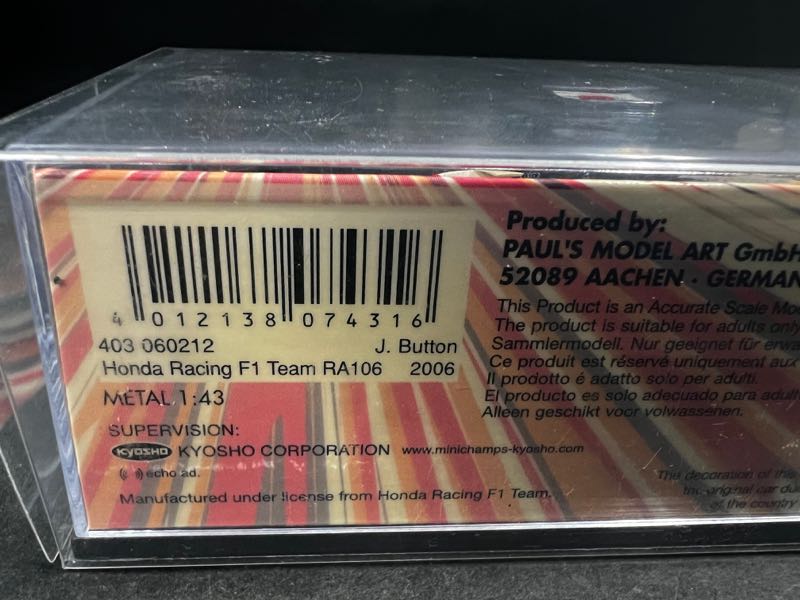 4 012138 074316
403 060212 J. Button
Honda Racing F1 Team RA106 2006
METAL 1:43
SUPERVISION:
KYOSHO KYOSHO CORPORATION www.minichamps-kyosho.com
echo ad.
Manufactured under license from Honda Racing F1 Team.
Produced by:
PAUL'S MODEL ART GmbH
52089 AACHEN · GERMAN
This Product is an Accurate Scale Mo
The product is suitable for adults only
Sammlermodell. Nur geeignet für erwa
Ce produit est réservé uniquement aux
Il prodotto è adatto solo per adulti.
El producto es solo adecuado para adul
Alleen geschikt voor volwassenen.
The decoration of this
the original car du
of the country